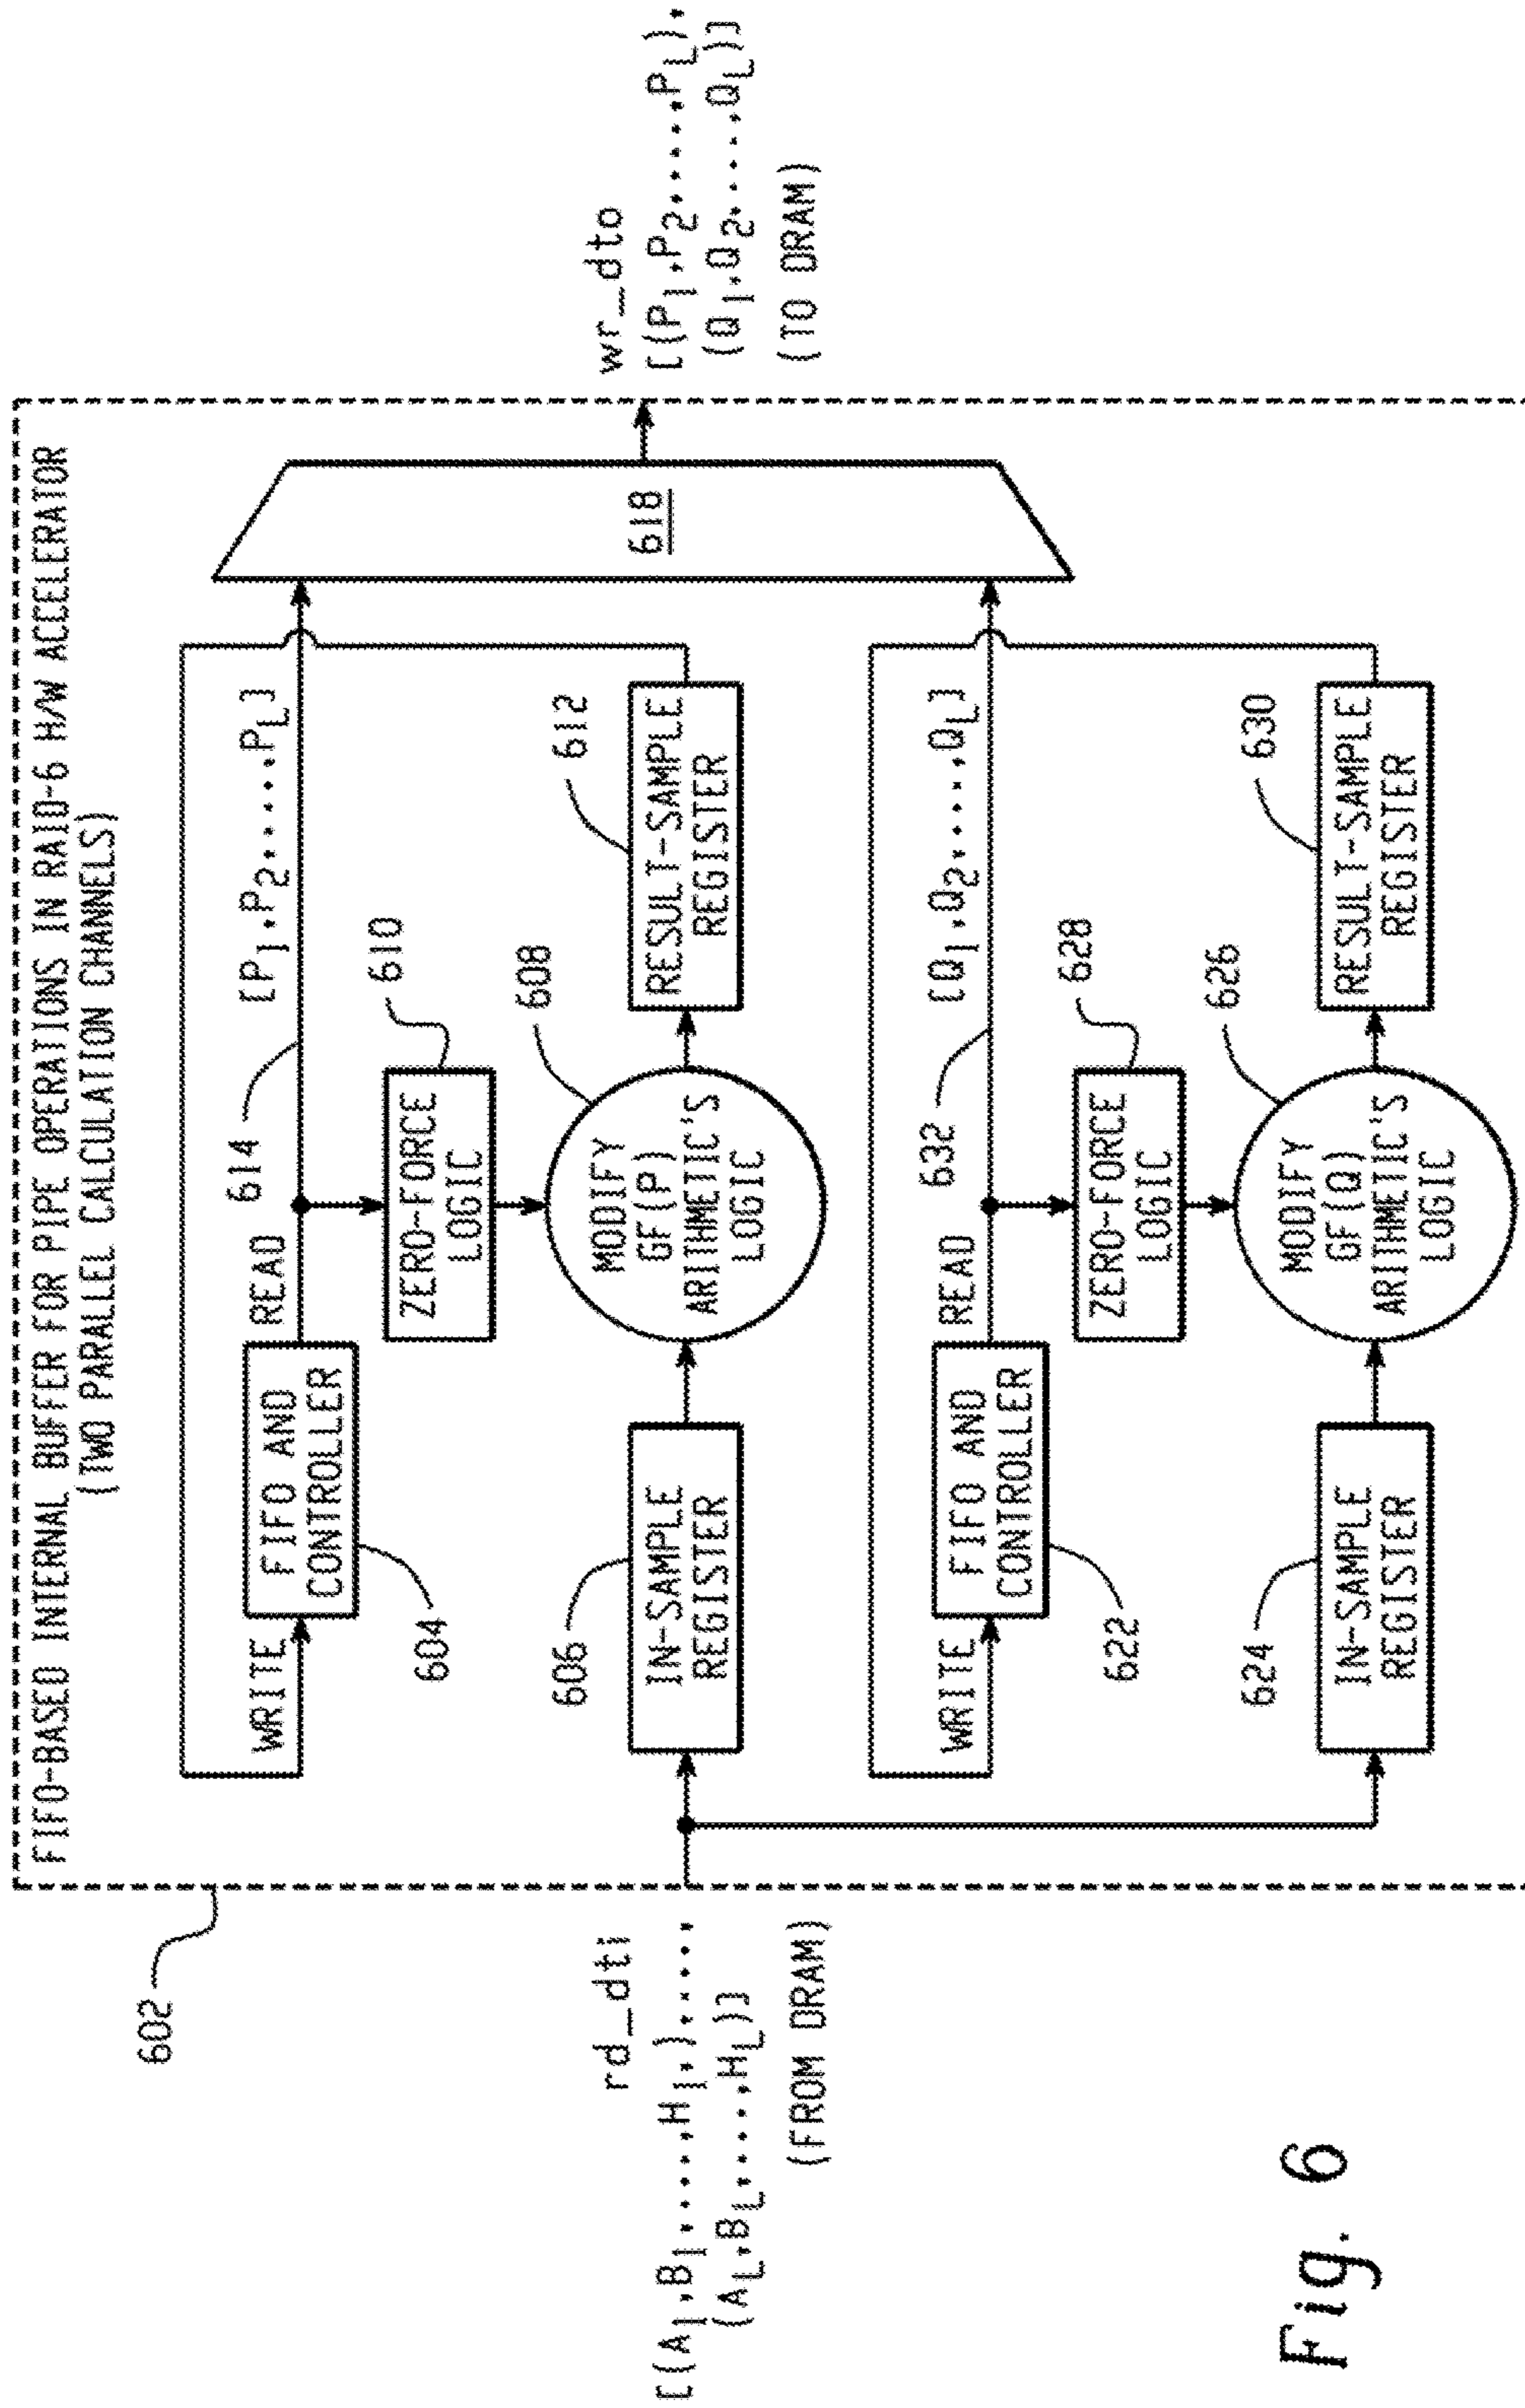 FIFO-BASED INTERNAL BUFFER FOR PIPE OPERATIONS IN RAID-6 H/W ACCELERATOR
(TWO PARALLEL CALCULATION CHANNELS)
602
rd_dti
[(A1,B1,....,H1,),....,
(AL,BL,....,HL)]
(FROM DRAM)
WRITE
FIFO AND
CONTROLLER
604
READ
614
[P1,P2,....,PL]
ZERO-FORCE
LOGIC
610
606
IN-SAMPLE
REGISTER
MODIFY
GF(P)
ARITHMETIC'S
LOGIC
608
612
RESULT-SAMPLE
REGISTER
618
wr_dto
[(P1,P2,....,PL),
(Q1,Q2,....,QL)]
(TO DRAM)
WRITE
FIFO AND
CONTROLLER
622
READ
632
[Q1,Q2,....,QL]
ZERO-FORCE
LOGIC
628
624
IN-SAMPLE
REGISTER
MODIFY
GF(Q)
ARITHMETIC'S
LOGIC
626
630
RESULT-SAMPLE
REGISTER
Fig. 6